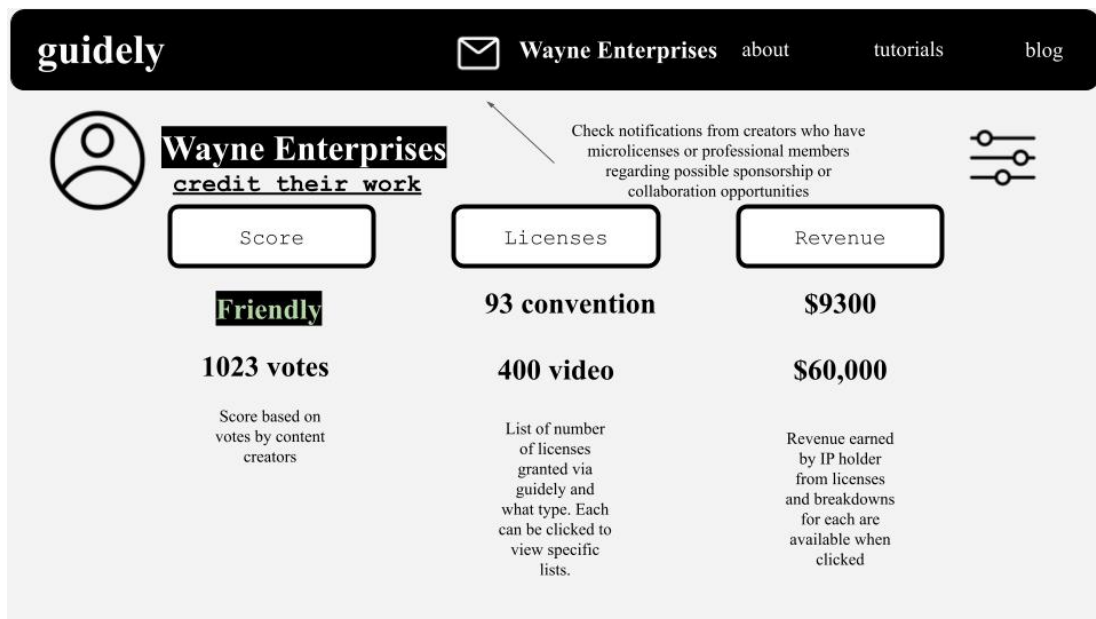 guidely
Wayne Enterprises
about
tutorials
blog
Wayne Enterprises
credit their work
Check notifications from creators who have
microlicenses or professional members
regarding possible sponsorship or
collaboration opportunities
Score
Licenses
Revenue
Friendly
93 convention
$9300
1023 votes
400 video
$60,000
Score based on
votes by content
creators
List of number
of licenses
granted via
guidely and
what type. Each
can be clicked to
view specific
lists.
Revenue earned
by IP holder
from licenses
and breakdowns
for each are
available when
clicked